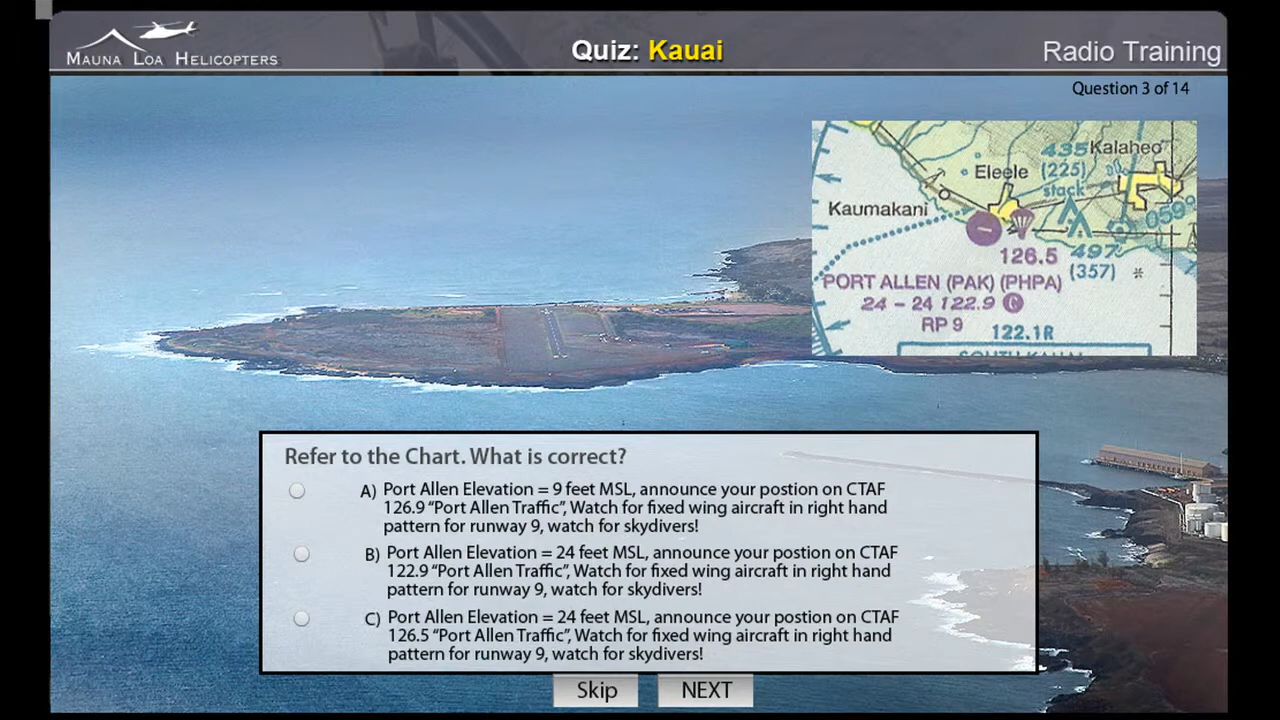 MAUNA LOA HELICOPTERS
Quiz: Kauai
Radio Training
Question 3 of 14
435
Kalaheo
Eleele
(225)
stack
Kaumakani
059°
126.5
497
(357)
*
PORT ALLEN (PAK) (PHPA)
24 - 24 122.9 C
RP 9
122.1R
Refer to the Chart. What is correct?
A) Port Allen Elevation = 9 feet MSL, announce your postion on CTAF
126.9 "Port Allen Traffic", Watch for fixed wing aircraft in right hand
pattern for runway 9, watch for skydivers!
B) Port Allen Elevation = 24 feet MSL, announce your postion on CTAF
122.9 "Port Allen Traffic", Watch for fixed wing aircraft in right hand
pattern for runway 9, watch for skydivers!
C) Port Allen Elevation = 24 feet MSL, announce your postion on CTAF
126.5 "Port Allen Traffic", Watch for fixed wing aircraft in right hand
pattern for runway 9, watch for skydivers!
Skip
NEXT